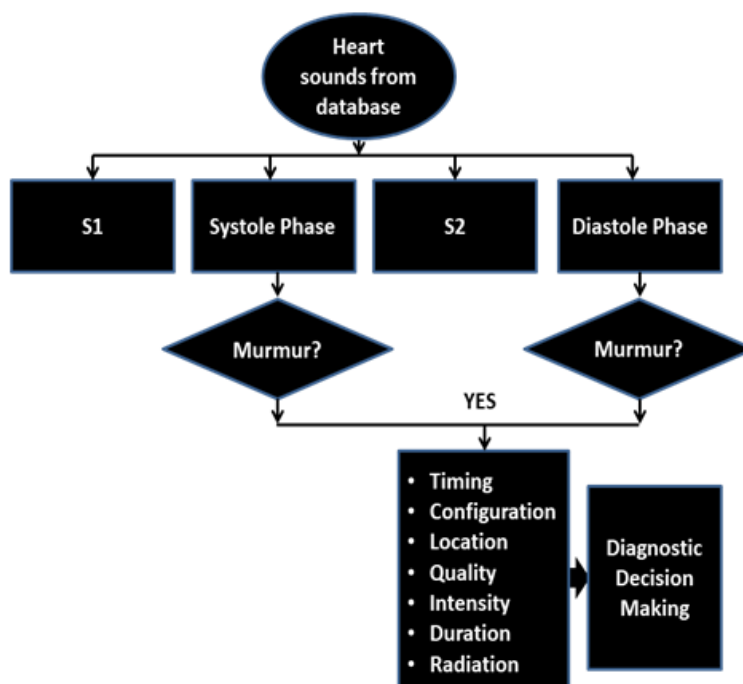 Heart
sounds from
database
S1
Systole Phase
S2
Diastole Phase
Murmur?
Murmur?
YES
• Timing
• Configuration
• Location
• Quality
• Intensity
• Duration
• Radiation
Diagnostic
Decision
Making